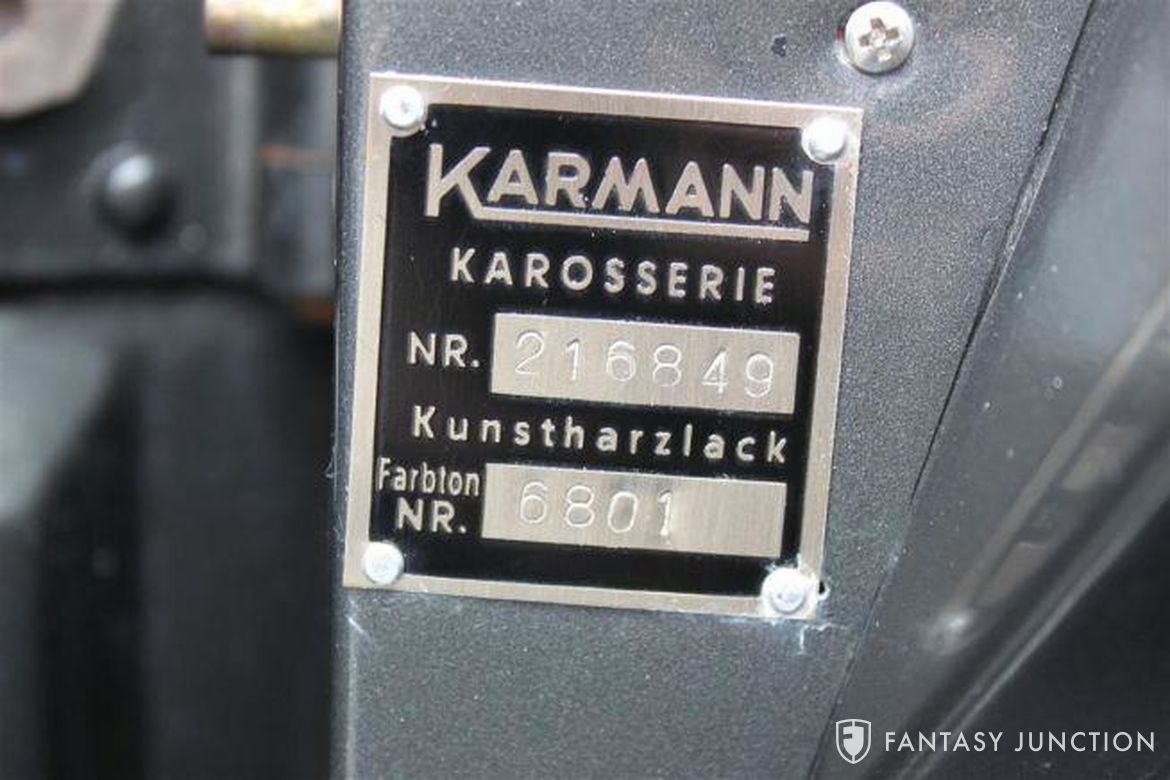 KARMANN
KAROSSERIE
NR. 216849
Kunstharzlack
Farbton
NR. 6801
FANTASY JUNCTION